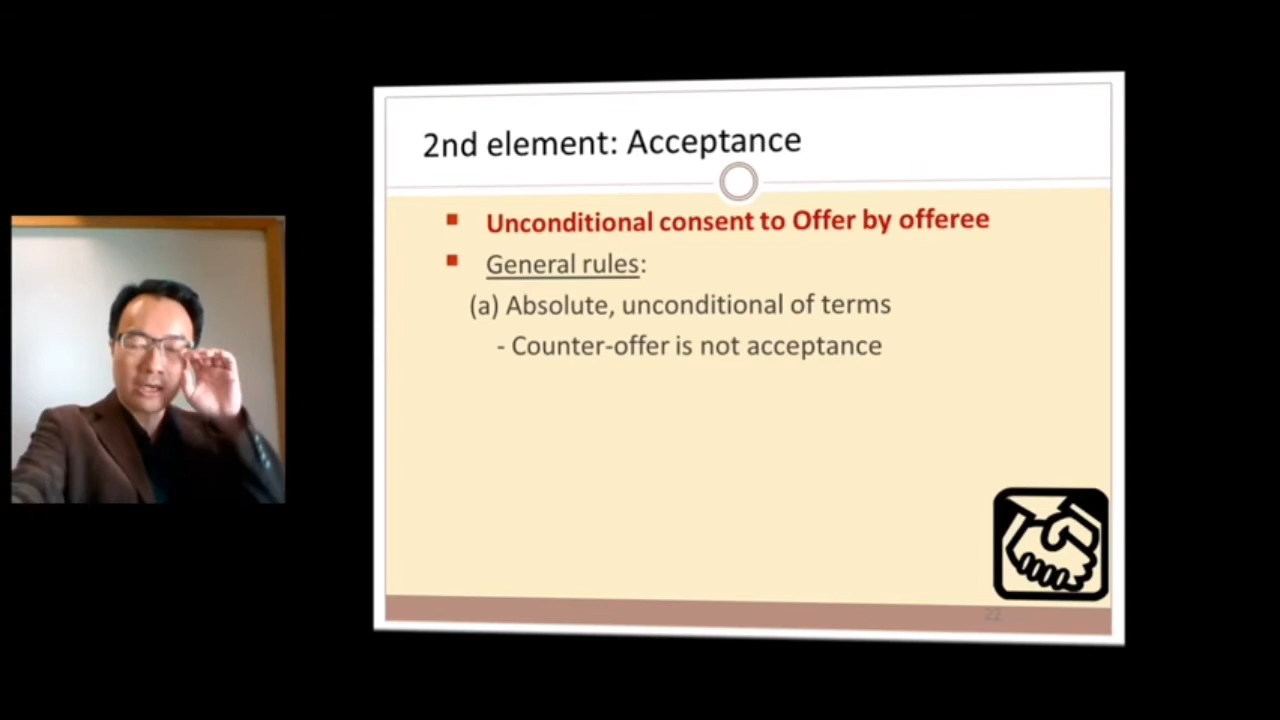 2nd element: Acceptance
▪ Unconditional consent to Offer by offeree
▪ General rules:
(a) Absolute, unconditional of terms
- Counter-offer is not acceptance
22